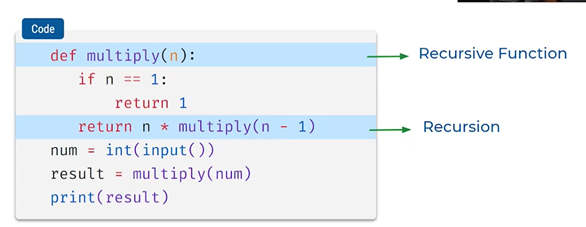 Code
def multiply(n):
    if n == 1:
        return 1
    return n * multiply(n - 1)
num = int(input())
result = multiply(num)
print(result)
Recursive Function
Recursion